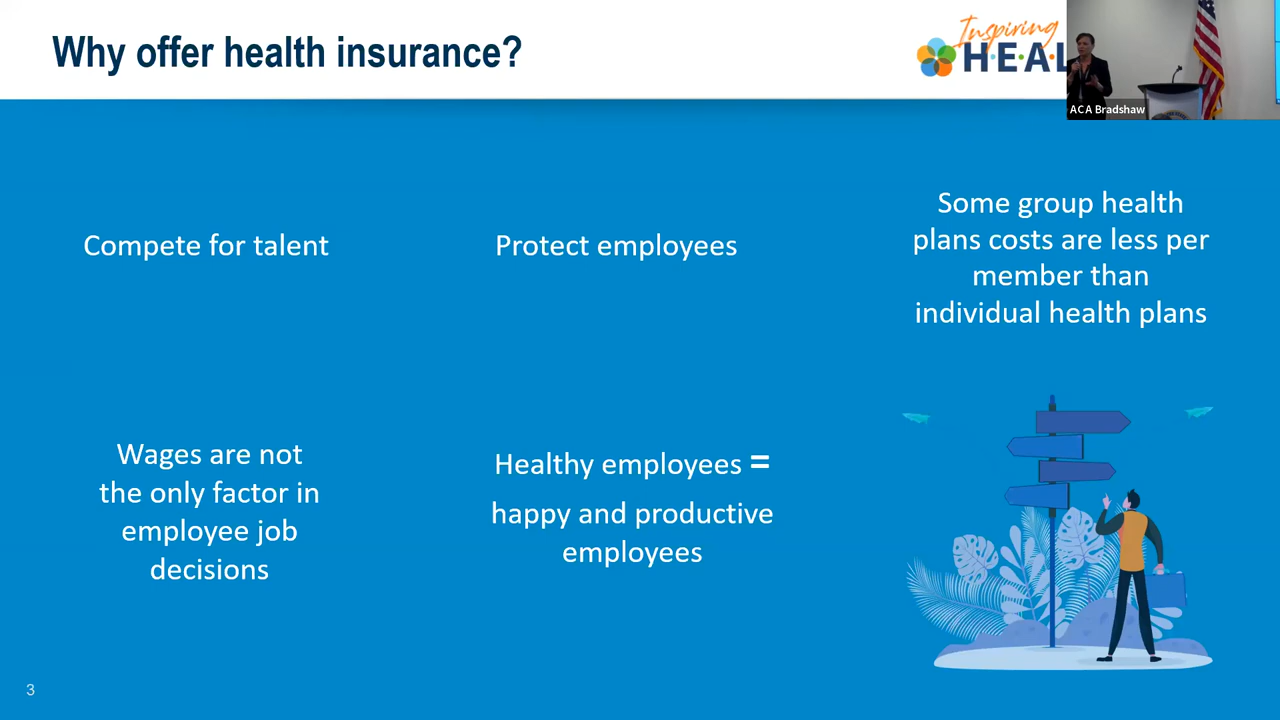 Why offer health insurance?
Inspiring
HEAL
ACA Bradshaw
Compete for talent
Protect employees
Some group health
plans costs are less per
member than
individual health plans
Wages are not
the only factor in
employee job
decisions
Healthy employees =
happy and productive
employees
3